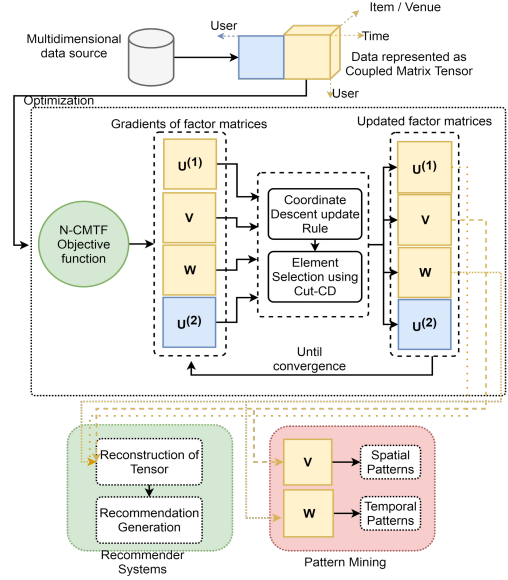 Item / Venue
User
Multidimensional
data source
Time
Data represented as
Coupled Matrix Tensor
User
Optimization
Gradients of factor matrices
Updated factor matrices
U(1)
V
W
U(2)
N-CMTF
Objective
function
Coordinate
Descent update
Rule
Element
Selection using
Cut-CD
U(1)
V
W
U(2)
Until
convergence
Reconstruction of
Tensor
Recommendation
Generation
Recommender
Systems
V
Spatial
Patterns
W
Temporal
Patterns
Pattern Mining